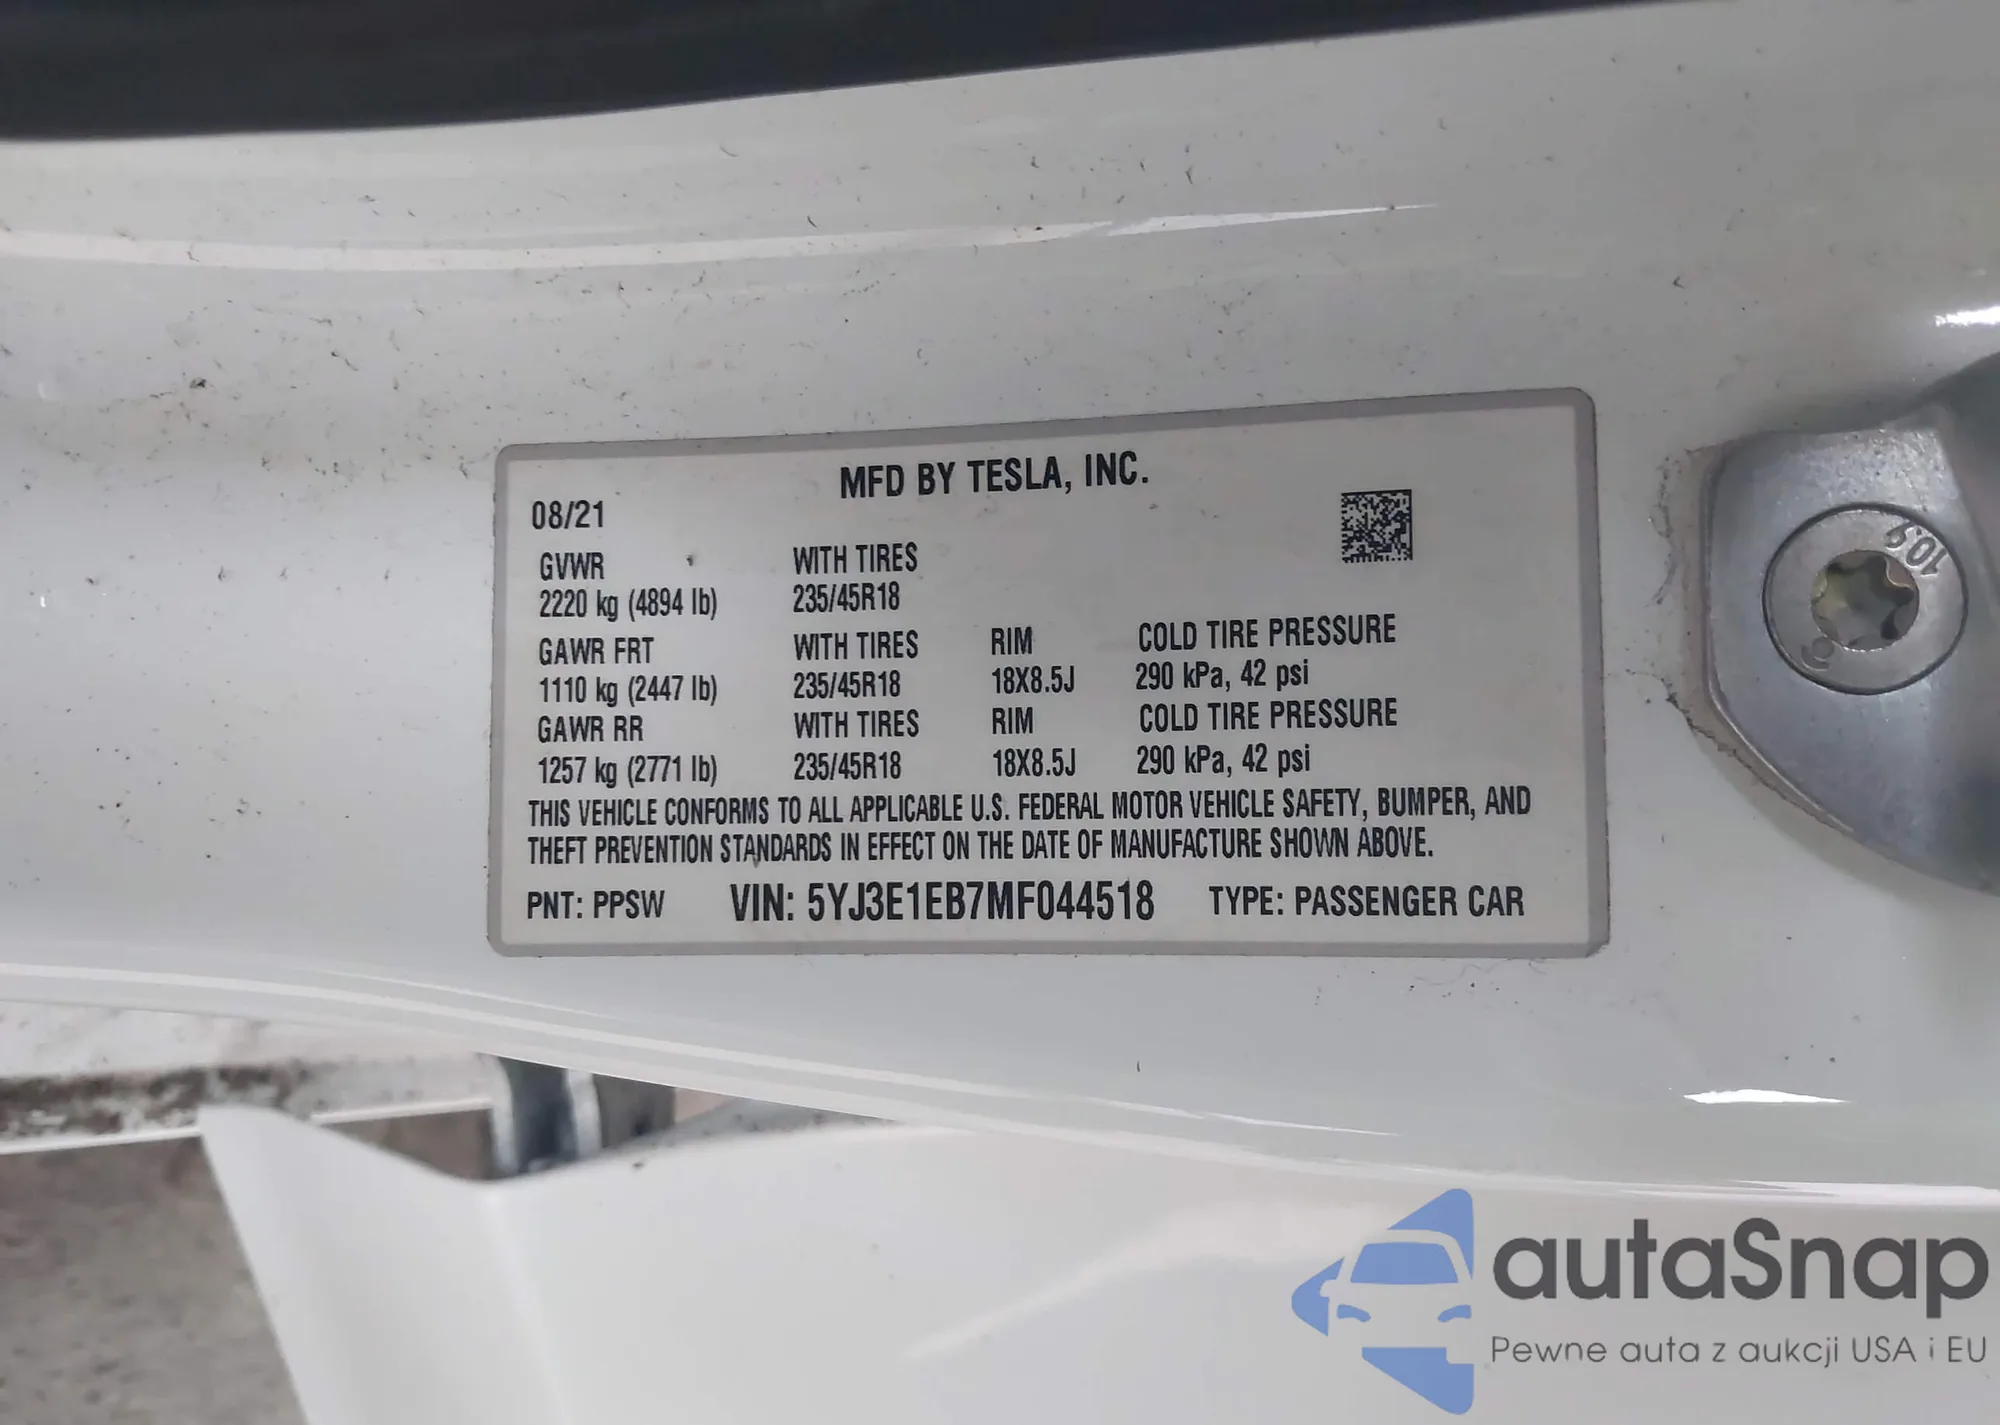 MFD BY TESLA, INC.
08/21
GVWR WITH TIRES
2220 kg (4894 lb) 235/45R18
GAWR FRT WITH TIRES RIM COLD TIRE PRESSURE
1110 kg (2447 lb) 235/45R18 18X8.5J 290 kPa, 42 psi
GAWR RR WITH TIRES RIM COLD TIRE PRESSURE
1257 kg (2771 lb) 235/45R18 18X8.5J 290 kPa, 42 psi
THIS VEHICLE CONFORMS TO ALL APPLICABLE U.S. FEDERAL MOTOR VEHICLE SAFETY, BUMPER, AND
THEFT PREVENTION STANDARDS IN EFFECT ON THE DATE OF MANUFACTURE SHOWN ABOVE.
PNT: PPSW VIN: 5YJ3E1EB7MF044518 TYPE: PASSENGER CAR
10.9
autaSnap
Pewne auta z aukcji USA i EU